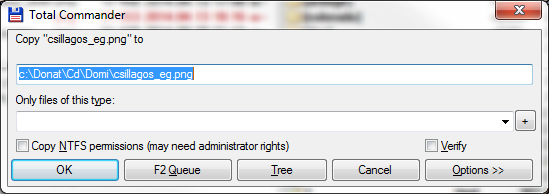 Total Commander
Copy "csillagos_eg.png" to
c:\Donat\Cd\Domi\csillagos_eg.png
Only files of this type:
+
Copy NTFS permissions (may need administrator rights)
Verify
OK
F2 Queue
Tree
Cancel
Options >>